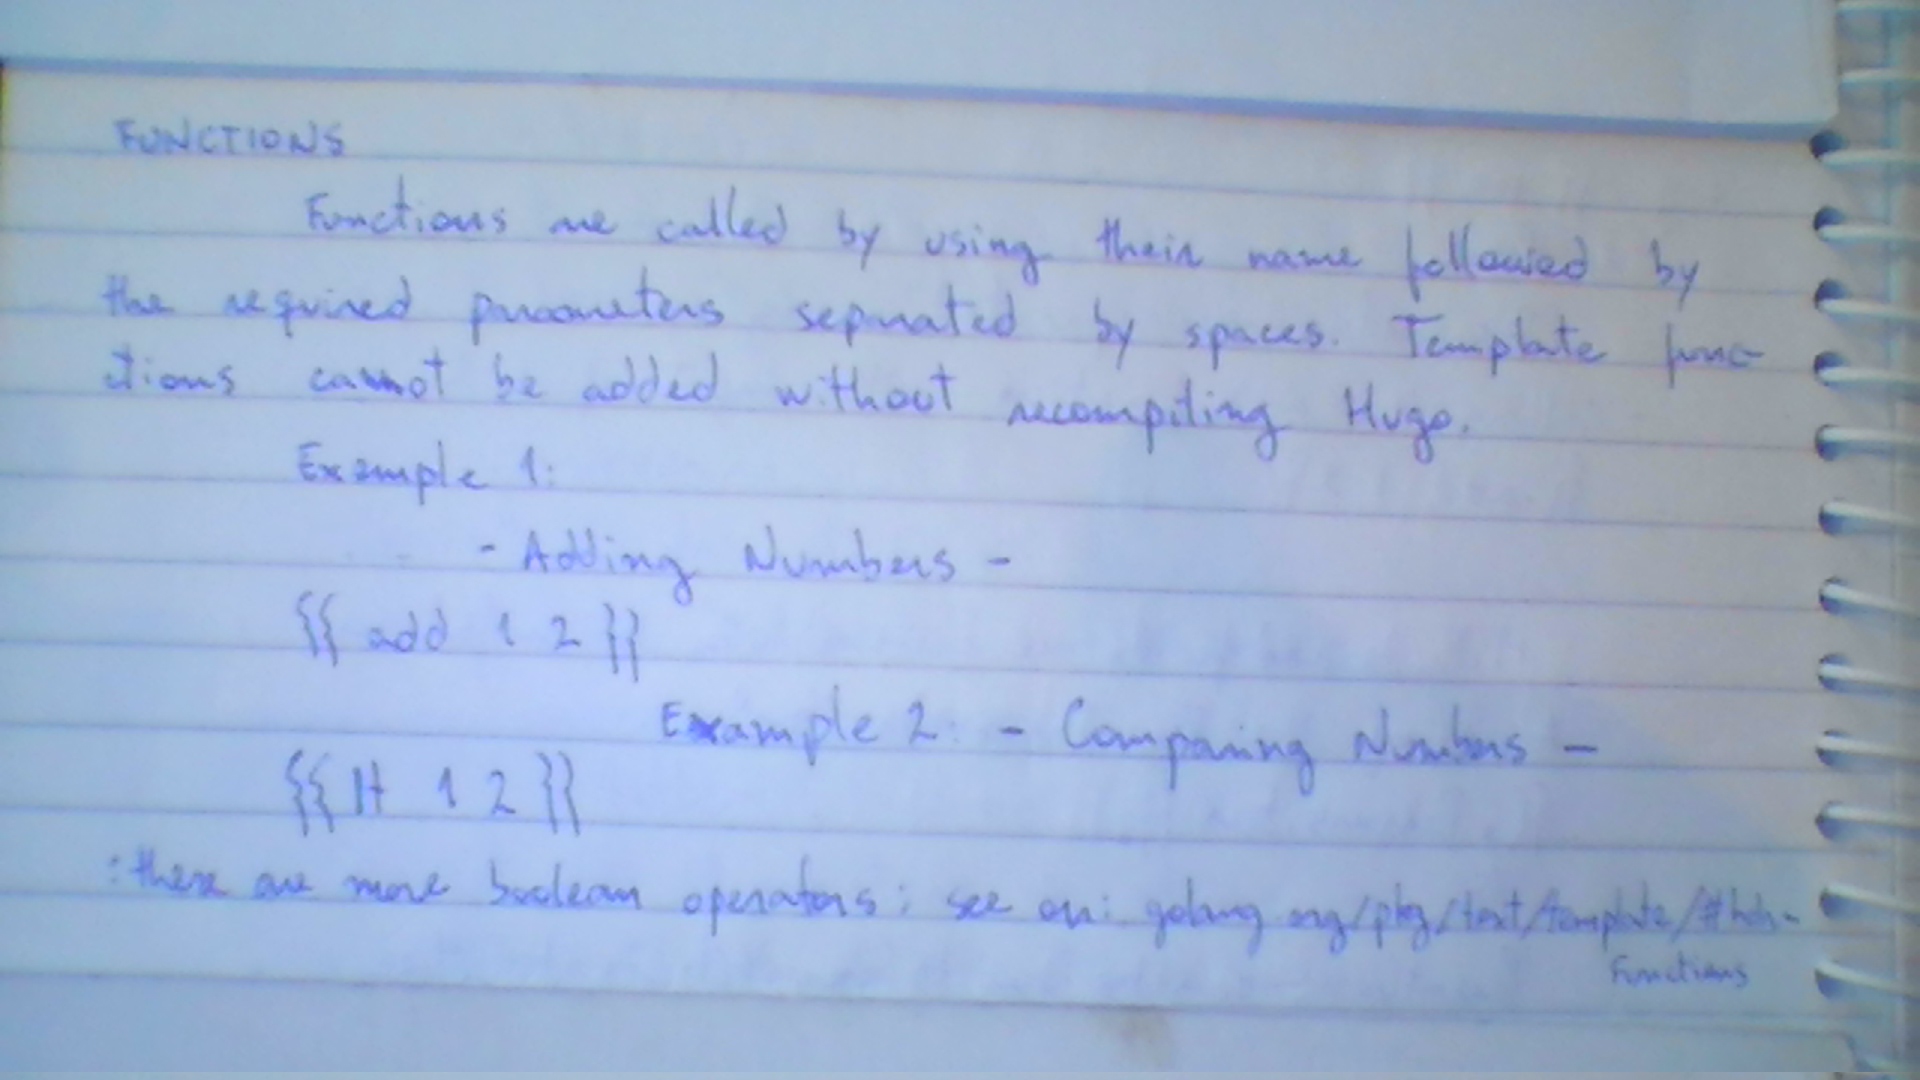 FUNCTIONS
Functions are called by using their name followed by
the required parameters separated by spaces. Template func-
tions cannot be added without recompiling Hugo.
Example 1:
- Adding Numbers -
{{ add 1 2 }}
Example 2: - Comparing Numbers -
{{ lt 1 2 }}
: there are more boolean operators; see on: golang.org/pkg/text/template/#hdr-
Functions